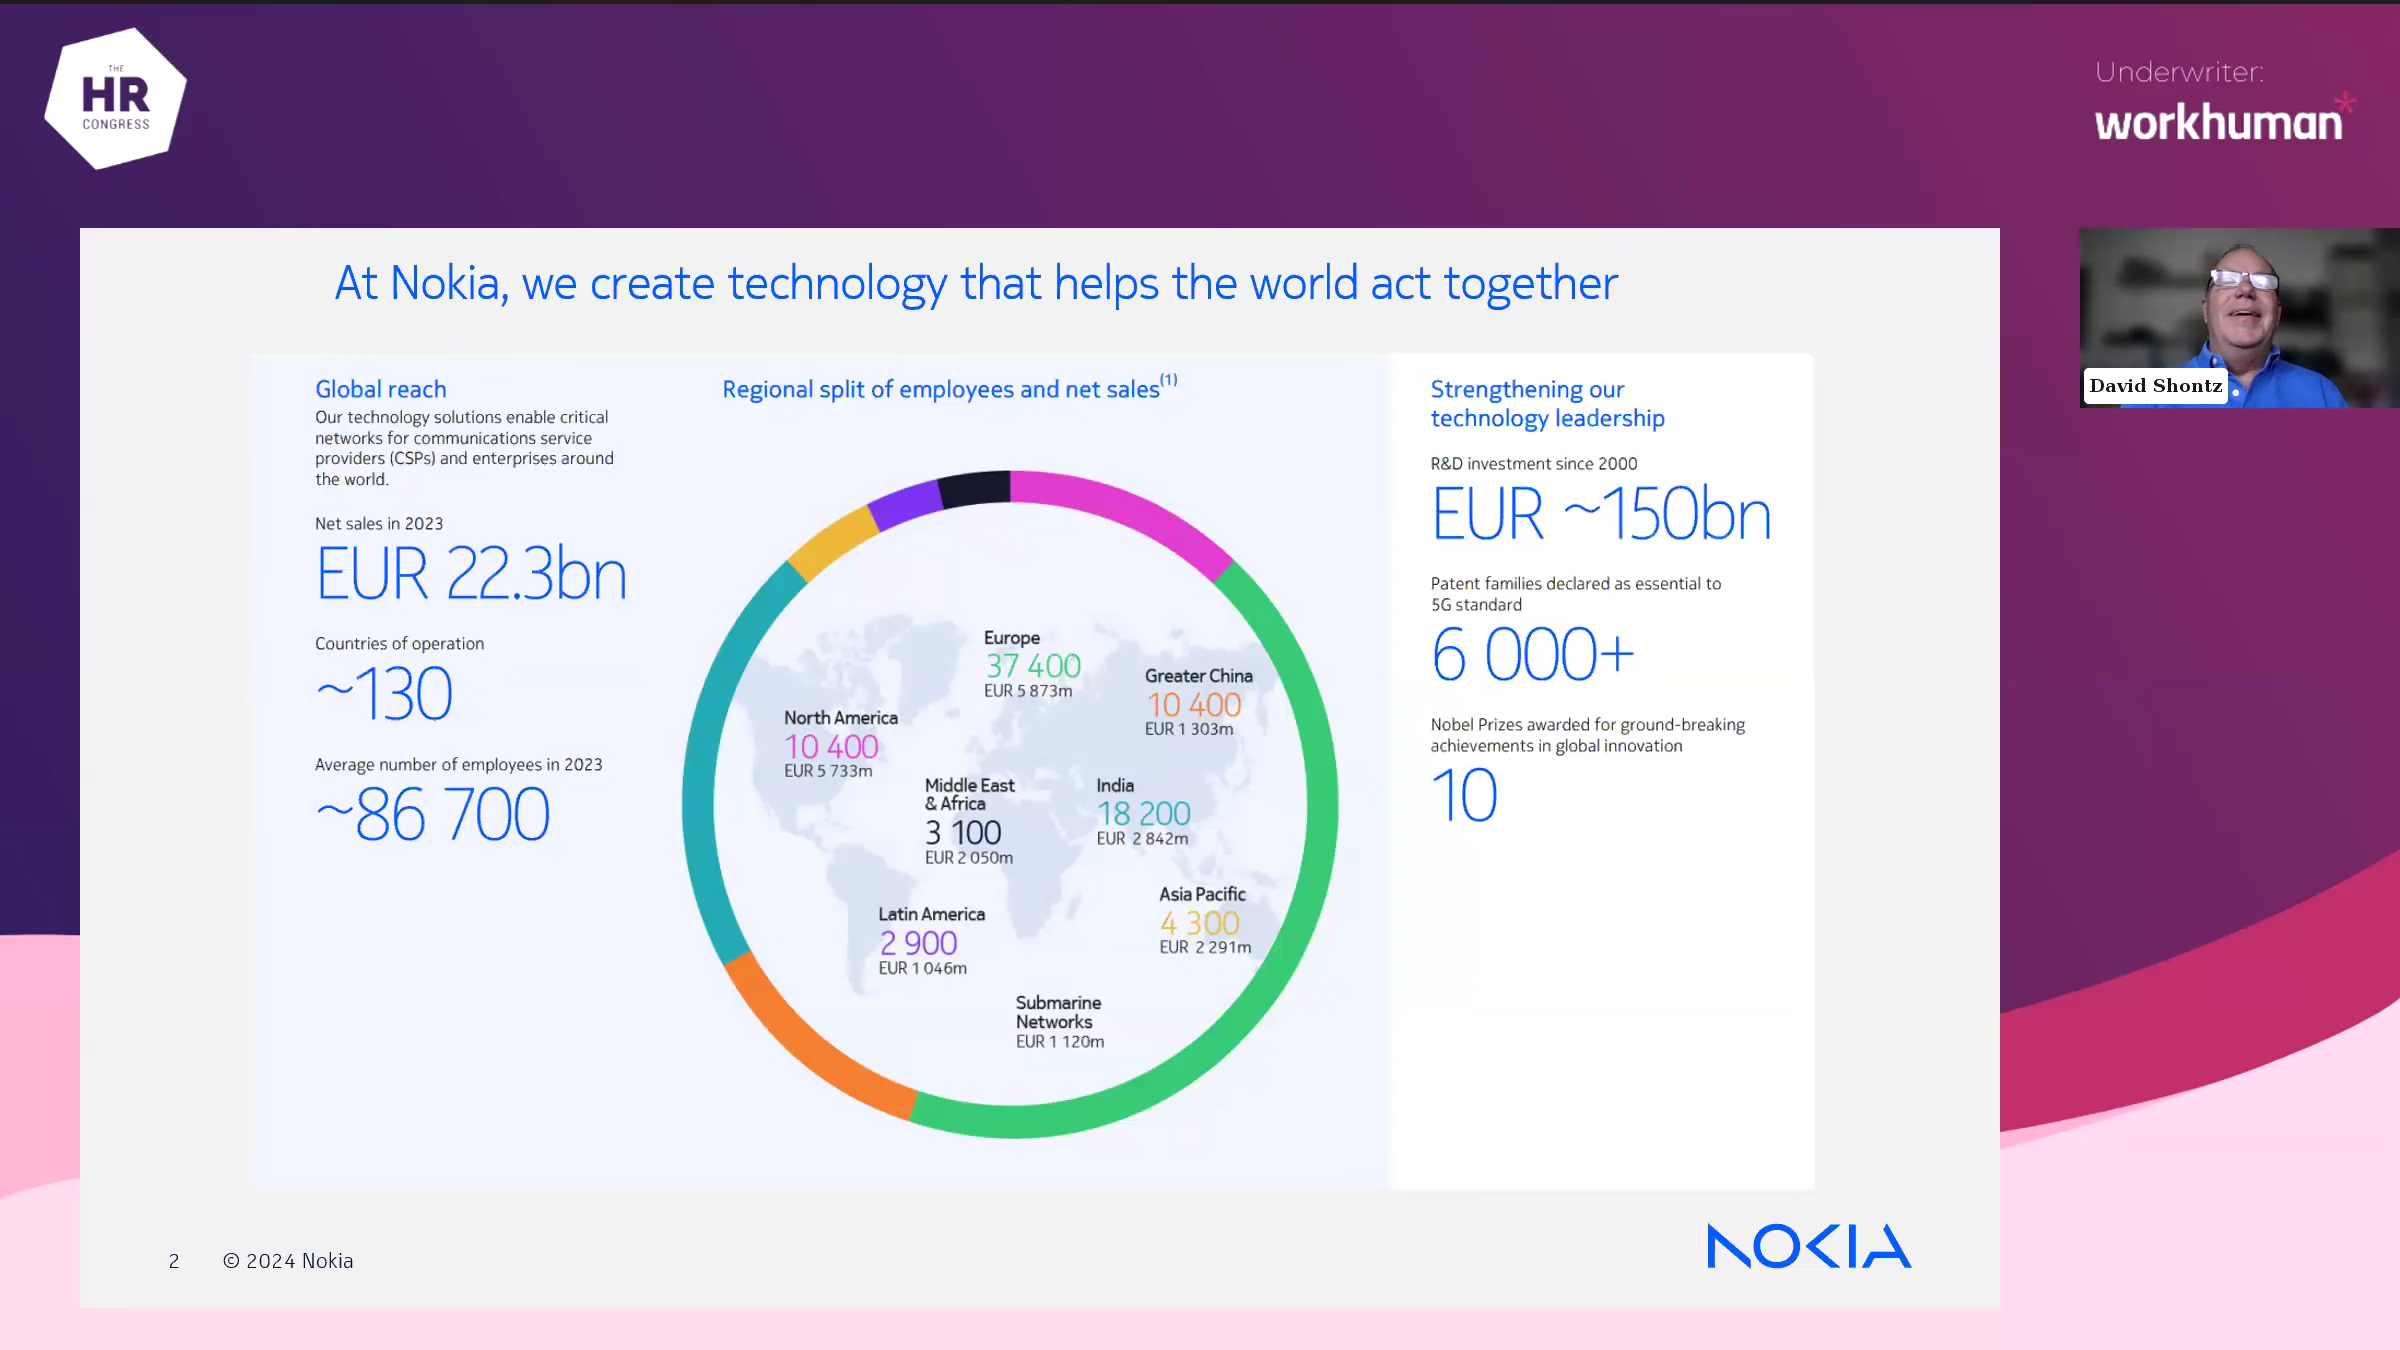 THE
HR
CONGRESS
Underwriter:
workhuman*
At Nokia, we create technology that helps the world act together
David Shontz
Global reach
Our technology solutions enable critical
networks for communications service
providers (CSPs) and enterprises around
the world.
Net sales in 2023
EUR 22.3bn
Countries of operation
~130
Average number of employees in 2023
~86 700
Regional split of employees and net sales(1)
Europe
37 400
EUR 5 873m
Greater China
10 400
EUR 1 303m
North America
10 400
EUR 5 733m
Middle East
& Africa
3 100
EUR 2 050m
India
18 200
EUR 2 842m
Asia Pacific
4 300
EUR 2 291m
Latin America
2 900
EUR 1 046m
Submarine
Networks
EUR 1 120m
Strengthening our
technology leadership
R&D investment since 2000
EUR ~150bn
Patent families declared as essential to
5G standard
6 000+
Nobel Prizes awarded for ground-breaking
achievements in global innovation
10
2 © 2024 Nokia
NOKIA